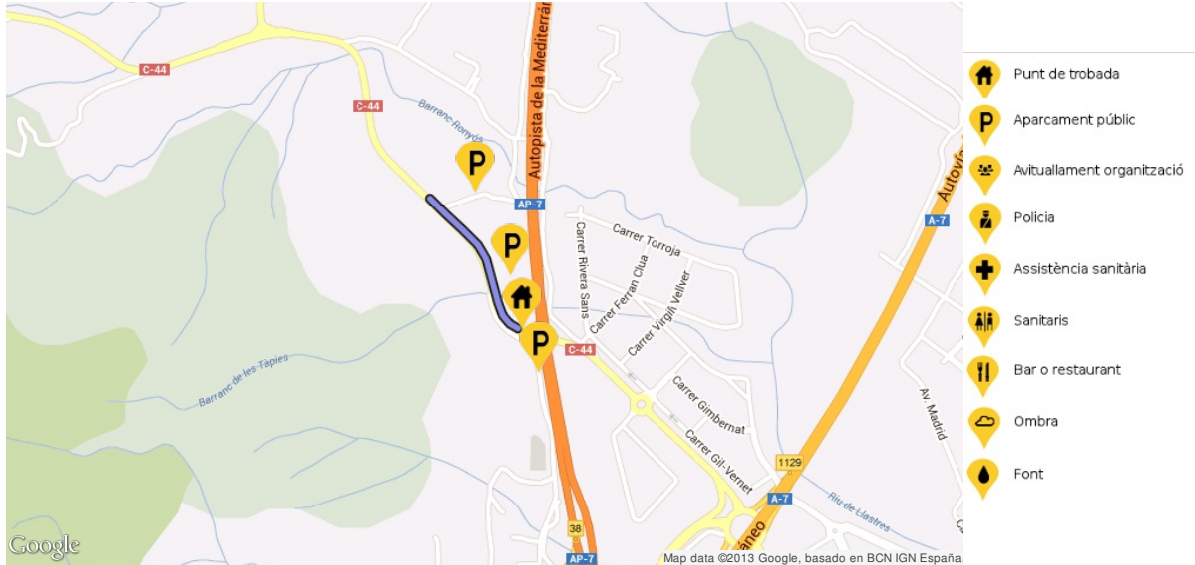 C-44
C-44
Autopista de la Mediterràni
Barranc Ronyós
P
AP-7
P
P
C-44
Carrer Torroja
Carrer Rivera Sans
Carrer Ferran Clua
Carrer Virgili Vellver
Barranc de les Tàpies
Carrer Gimbernat
Carrer Gil-Vernet
Autovía
A-7
Av. Madrid
1129
A-7
Riu de Llastres
38
AP-7
áneo
Google
Map data ©2013 Google, basado en BCN IGN España
Punt de trobada
P Aparcament públic
Avituallament organització
Policia
Assistència sanitària
Sanitaris
Bar o restaurant
Ombra
Font